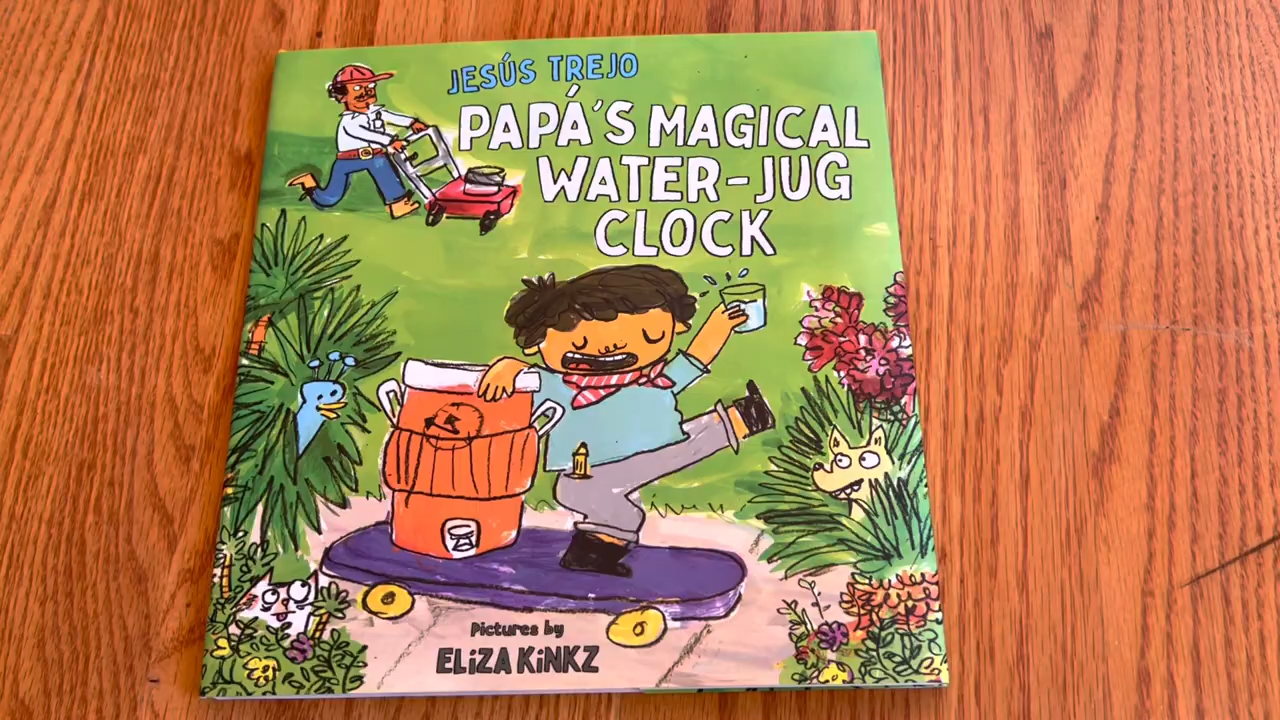 JESÚS TREJO
PAPÁ'S MAGICAL
WATER-JUG
CLOCK
Pictures by
ELiZA KiNKZ